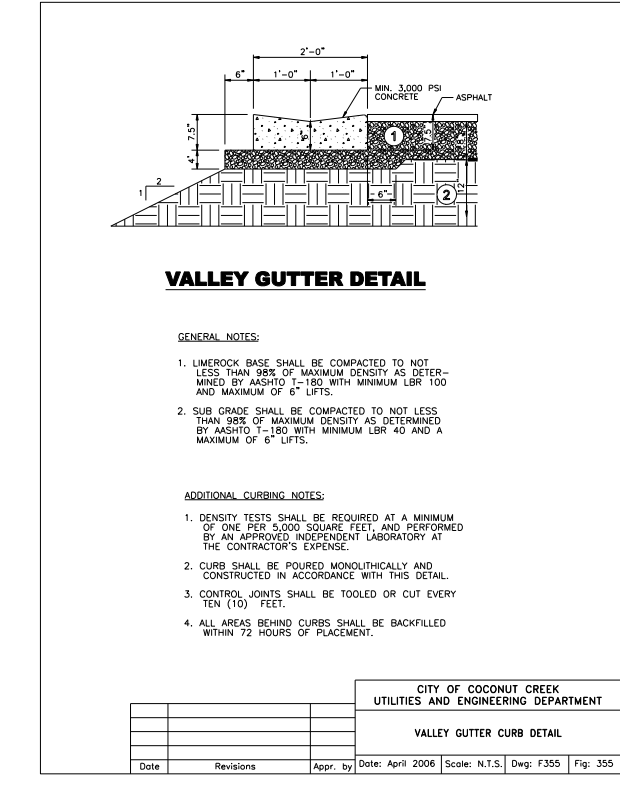 2'-0"
6" 1'-0" 1'-0"
MIN. 3,000 PSI
CONCRETE
ASPHALT
7.5"
6"
1
7.5"
4"
2
1
6"
2
12
VALLEY GUTTER DETAIL
GENERAL NOTES:
1. LIMEROCK BASE SHALL BE COMPACTED TO NOT
LESS THAN 98% OF MAXIMUM DENSITY AS DETER-
MINED BY AASHTO T-180 WITH MINIMUM LBR 100
AND MAXIMUM OF 6" LIFTS.
2. SUB GRADE SHALL BE COMPACTED TO NOT LESS
THAN 98% OF MAXIMUM DENSITY AS DETERMINED
BY AASHTO T-180 WITH MINIMUM LBR 40 AND A
MAXIMUM OF 6" LIFTS.
ADDITIONAL CURBING NOTES:
1. DENSITY TESTS SHALL BE REQUIRED AT A MINIMUM
OF ONE PER 5,000 SQUARE FEET, AND PERFORMED
BY AN APPROVED INDEPENDENT LABORATORY AT
THE CONTRACTOR'S EXPENSE.
2. CURB SHALL BE POURED MONOLITHICALLY AND
CONSTRUCTED IN ACCORDANCE WITH THIS DETAIL.
3. CONTROL JOINTS SHALL BE TOOLED OR CUT EVERY
TEN (10) FEET.
4. ALL AREAS BEHIND CURBS SHALL BE BACKFILLED
WITHIN 72 HOURS OF PLACEMENT.
CITY OF COCONUT CREEK
UTILITIES AND ENGINEERING DEPARTMENT
VALLEY GUTTER CURB DETAIL
Date Revisions Appr. by Date: April 2006 Scale: N.T.S. Dwg: F355 Fig: 355